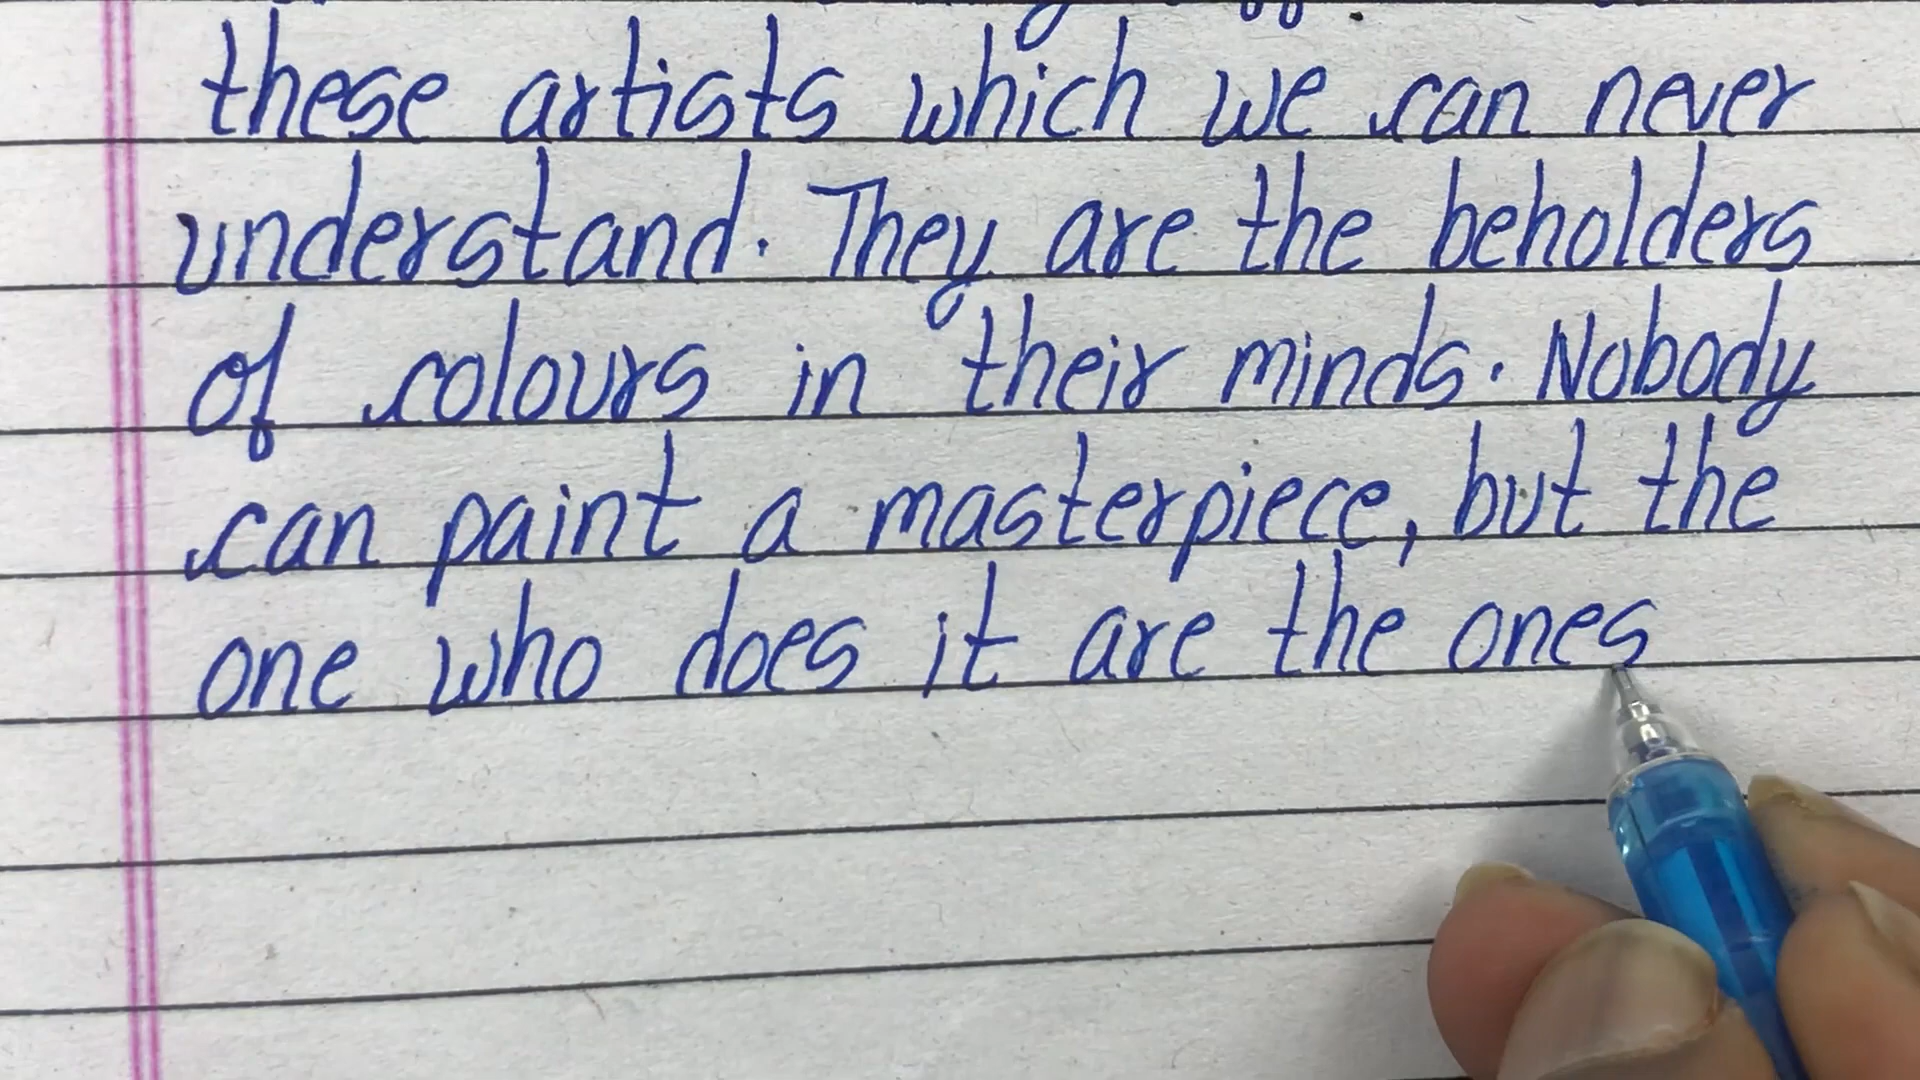 these artists which we can never
understand. They are the beholders
of colours in their minds. Nobody
can paint a masterpiece, but the
one who does it are the ones